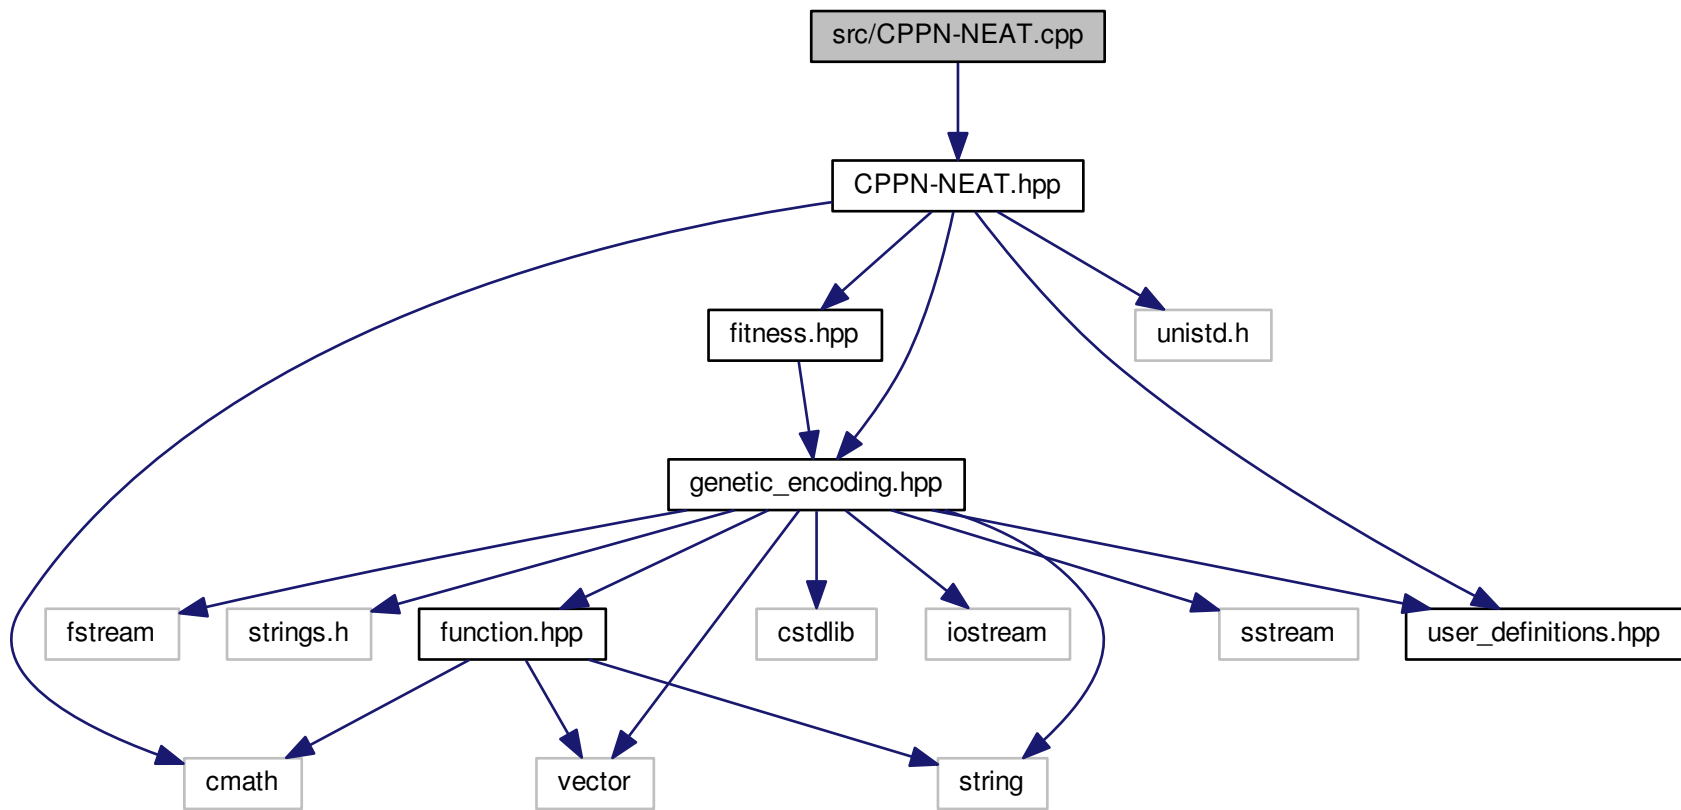 src/CPPN-NEAT.cpp
CPPN-NEAT.hpp
fitness.hpp
unistd.h
genetic_encoding.hpp
fstream
strings.h
function.hpp
cstdlib
iostream
sstream
user_definitions.hpp
cmath
vector
string